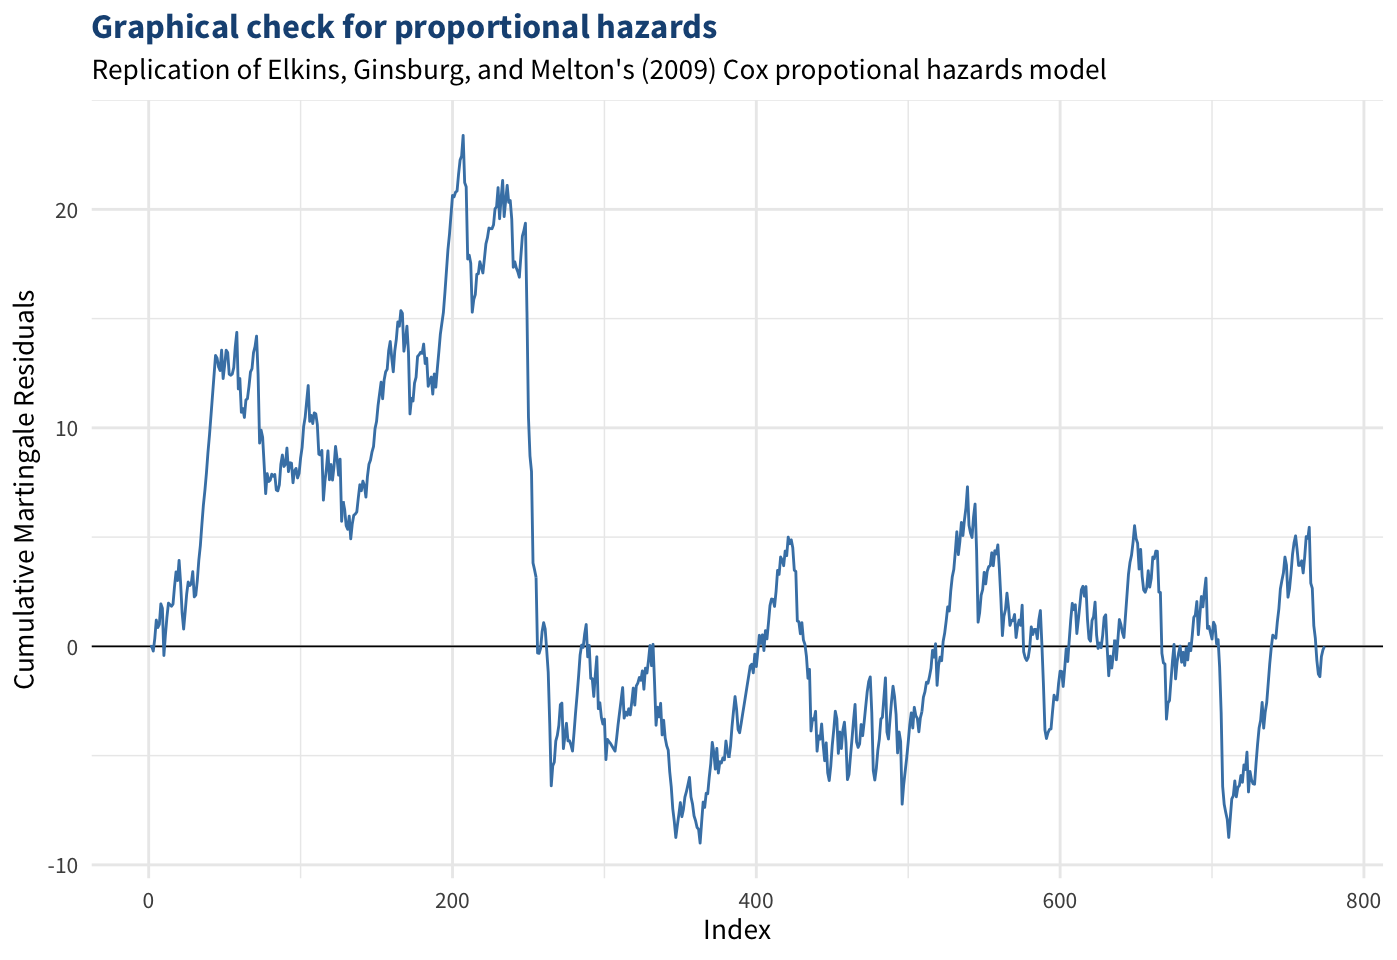 Graphical check for proportional hazards
Replication of Elkins, Ginsburg, and Melton's (2009) Cox propotional hazards model
Cumulative Martingale Residuals
20
10
0
-10
0 200 400 600 800
Index